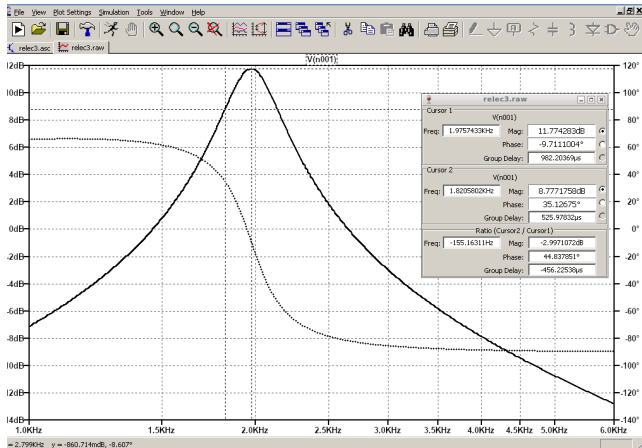 File View Plot Settings Simulation Tools Window Help
relec3.asc relec3.raw
V(n001)
12dB 120°
10dB 100°
8dB 80°
6dB 60°
4dB 40°
2dB 20°
0dB 0°
-2dB -20°
-4dB -40°
-6dB -60°
-8dB -80°
10dB -100°
12dB -120°
14dB -140°
1.0KHz 1.5KHz 2.0KHz 2.5KHz 3.0KHz 3.5KHz 4.0KHz 4.5KHz 5.0KHz 6.0KHz
relec3.raw
Cursor 1
V(n001)
Freq: 1.9757433KHz Mag: 11.774283dB
Phase: -9.7111004°
Group Delay: 982.20369µs
Cursor 2
V(n001)
Freq: 1.8205802KHz Mag: 8.7771758dB
Phase: 35.12675°
Group Delay: 525.97832µs
Ratio (Cursor2 / Cursor1)
Freq: -155.16311Hz Mag: -2.9971072dB
Phase: 44.837851°
Group Delay: -456.22538µs
= 2.799KHz y = -860.714mdB, -8.607°